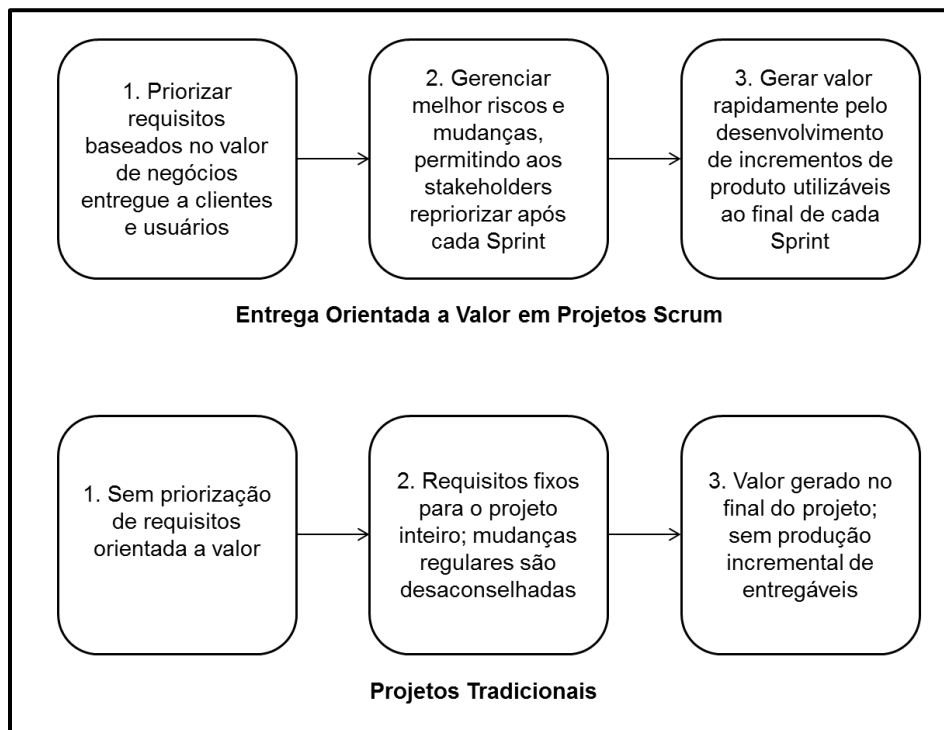 1. Priorizar
requisitos
baseados no valor
de negócios
entregue a clientes
e usuários
2. Gerenciar
melhor riscos e
mudanças,
permitindo aos
stakeholders
repriorizar após
cada Sprint
3. Gerar valor
rapidamente pelo
desenvolvimento
de incrementos de
produto utilizáveis
ao final de cada
Sprint
Entrega Orientada a Valor em Projetos Scrum
1. Sem priorização
de requisitos
orientada a valor
2. Requisitos fixos
para o projeto
inteiro; mudanças
regulares são
desaconselhadas
3. Valor gerado no
final do projeto;
sem produção
incremental de
entregáveis
Projetos Tradicionais